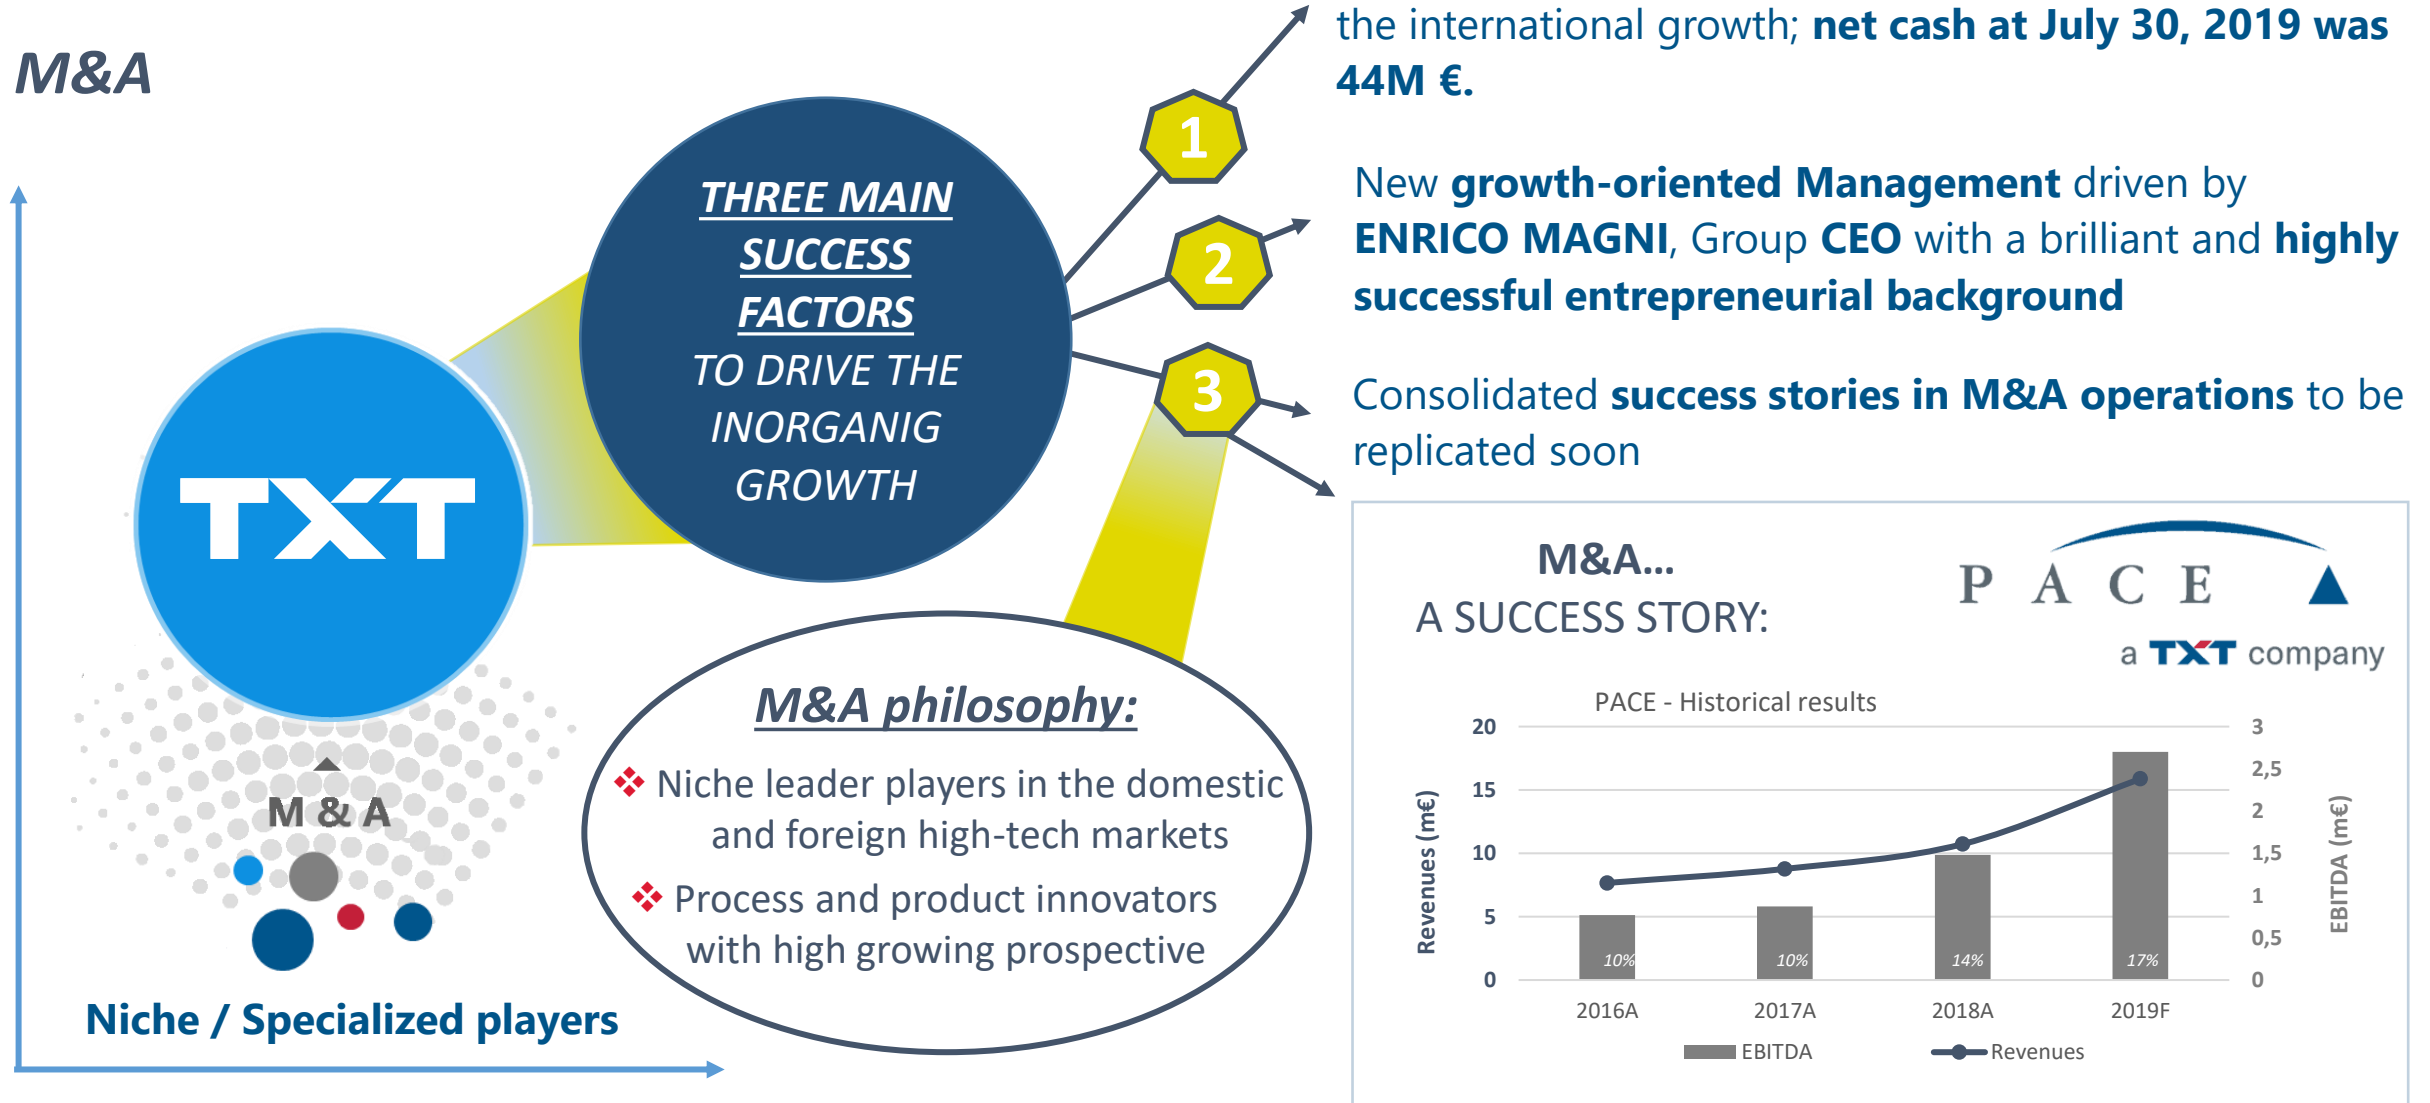 M&A
the international growth; net cash at July 30, 2019 was
44M €.
1
THREE MAIN
SUCCESS
FACTORS
TO DRIVE THE
INORGANIG
GROWTH
2
New growth-oriented Management driven by
ENRICO MAGNI, Group CEO with a brilliant and highly
successful entrepreneurial background
3
Consolidated success stories in M&A operations to be
replicated soon
TXT
M & A
Niche / Specialized players
M&A philosophy:
Niche leader players in the domestic
and foreign high-tech markets
Process and product innovators
with high growing prospective
M&A...
A SUCCESS STORY:
PACE
a TXT company
PACE - Historical results
Revenues (m€)
20
15
10
5
0
EBITDA (m€)
3
2,5
2
1,5
1
0,5
0
10%
10%
14%
17%
2016A
2017A
2018A
2019F
EBITDA
Revenues